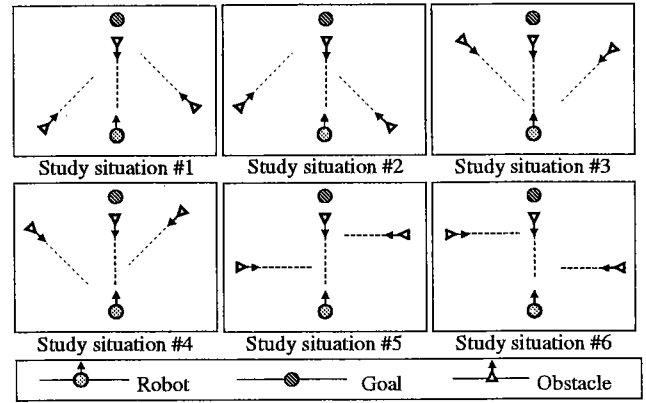 Study situation #1
Study situation #2
Study situation #3
Study situation #4
Study situation #5
Study situation #6
Robot
Goal
Obstacle